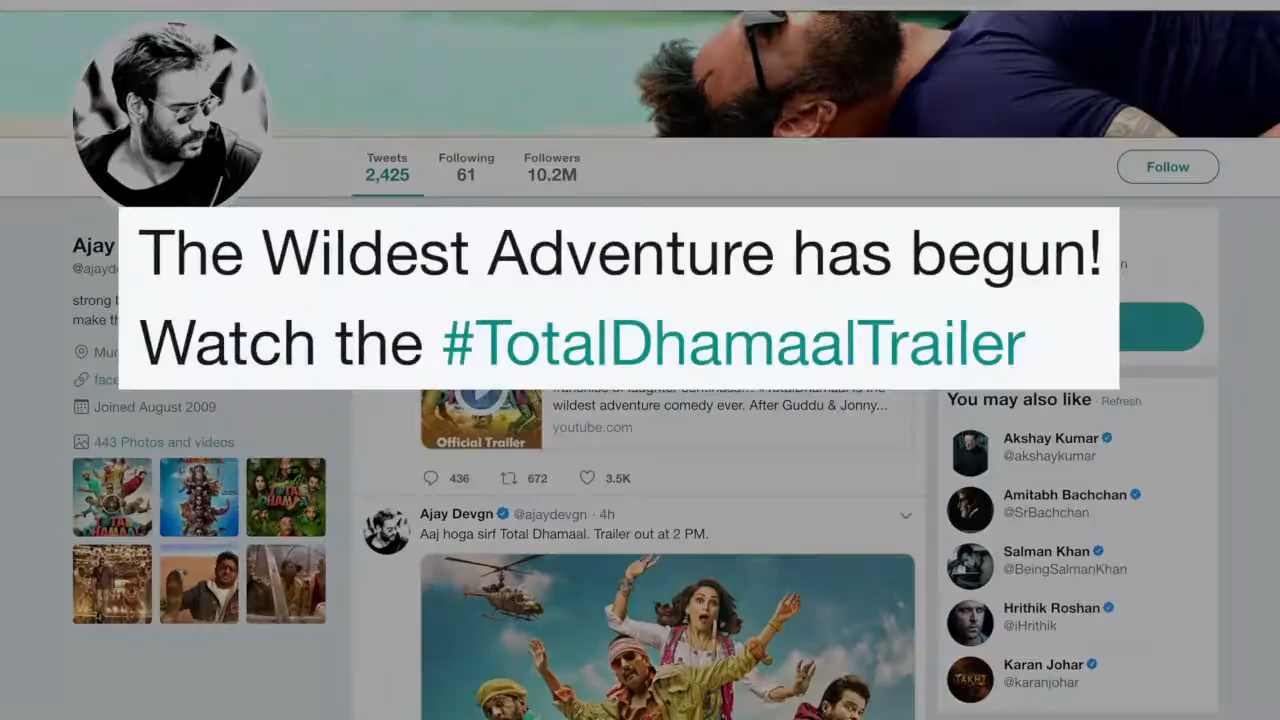 Tweets
2,425
Following
61
Followers
10.2M
Follow
Ajay
@ajayd
The Wildest Adventure has begun!
Watch the #TotalDhamaalTrailer
strong
make th
Mu
face
Joined August 2009
443 Photos and videos
wildest adventure comedy ever. After Guddu & Jonny...
youtube.com
Official Trailer
436
672
3.5K
Ajay Devgn @ajaydevgn · 4h
Aaj hoga sirf Total Dhamaal. Trailer out at 2 PM.
You may also like · Refresh
Akshay Kumar
@akshaykumar
Amitabh Bachchan
@SrBachchan
Salman Khan
@BeingSalmanKhan
Hrithik Roshan
@iHrithik
Karan Johar
@karanjohar
TAKHT